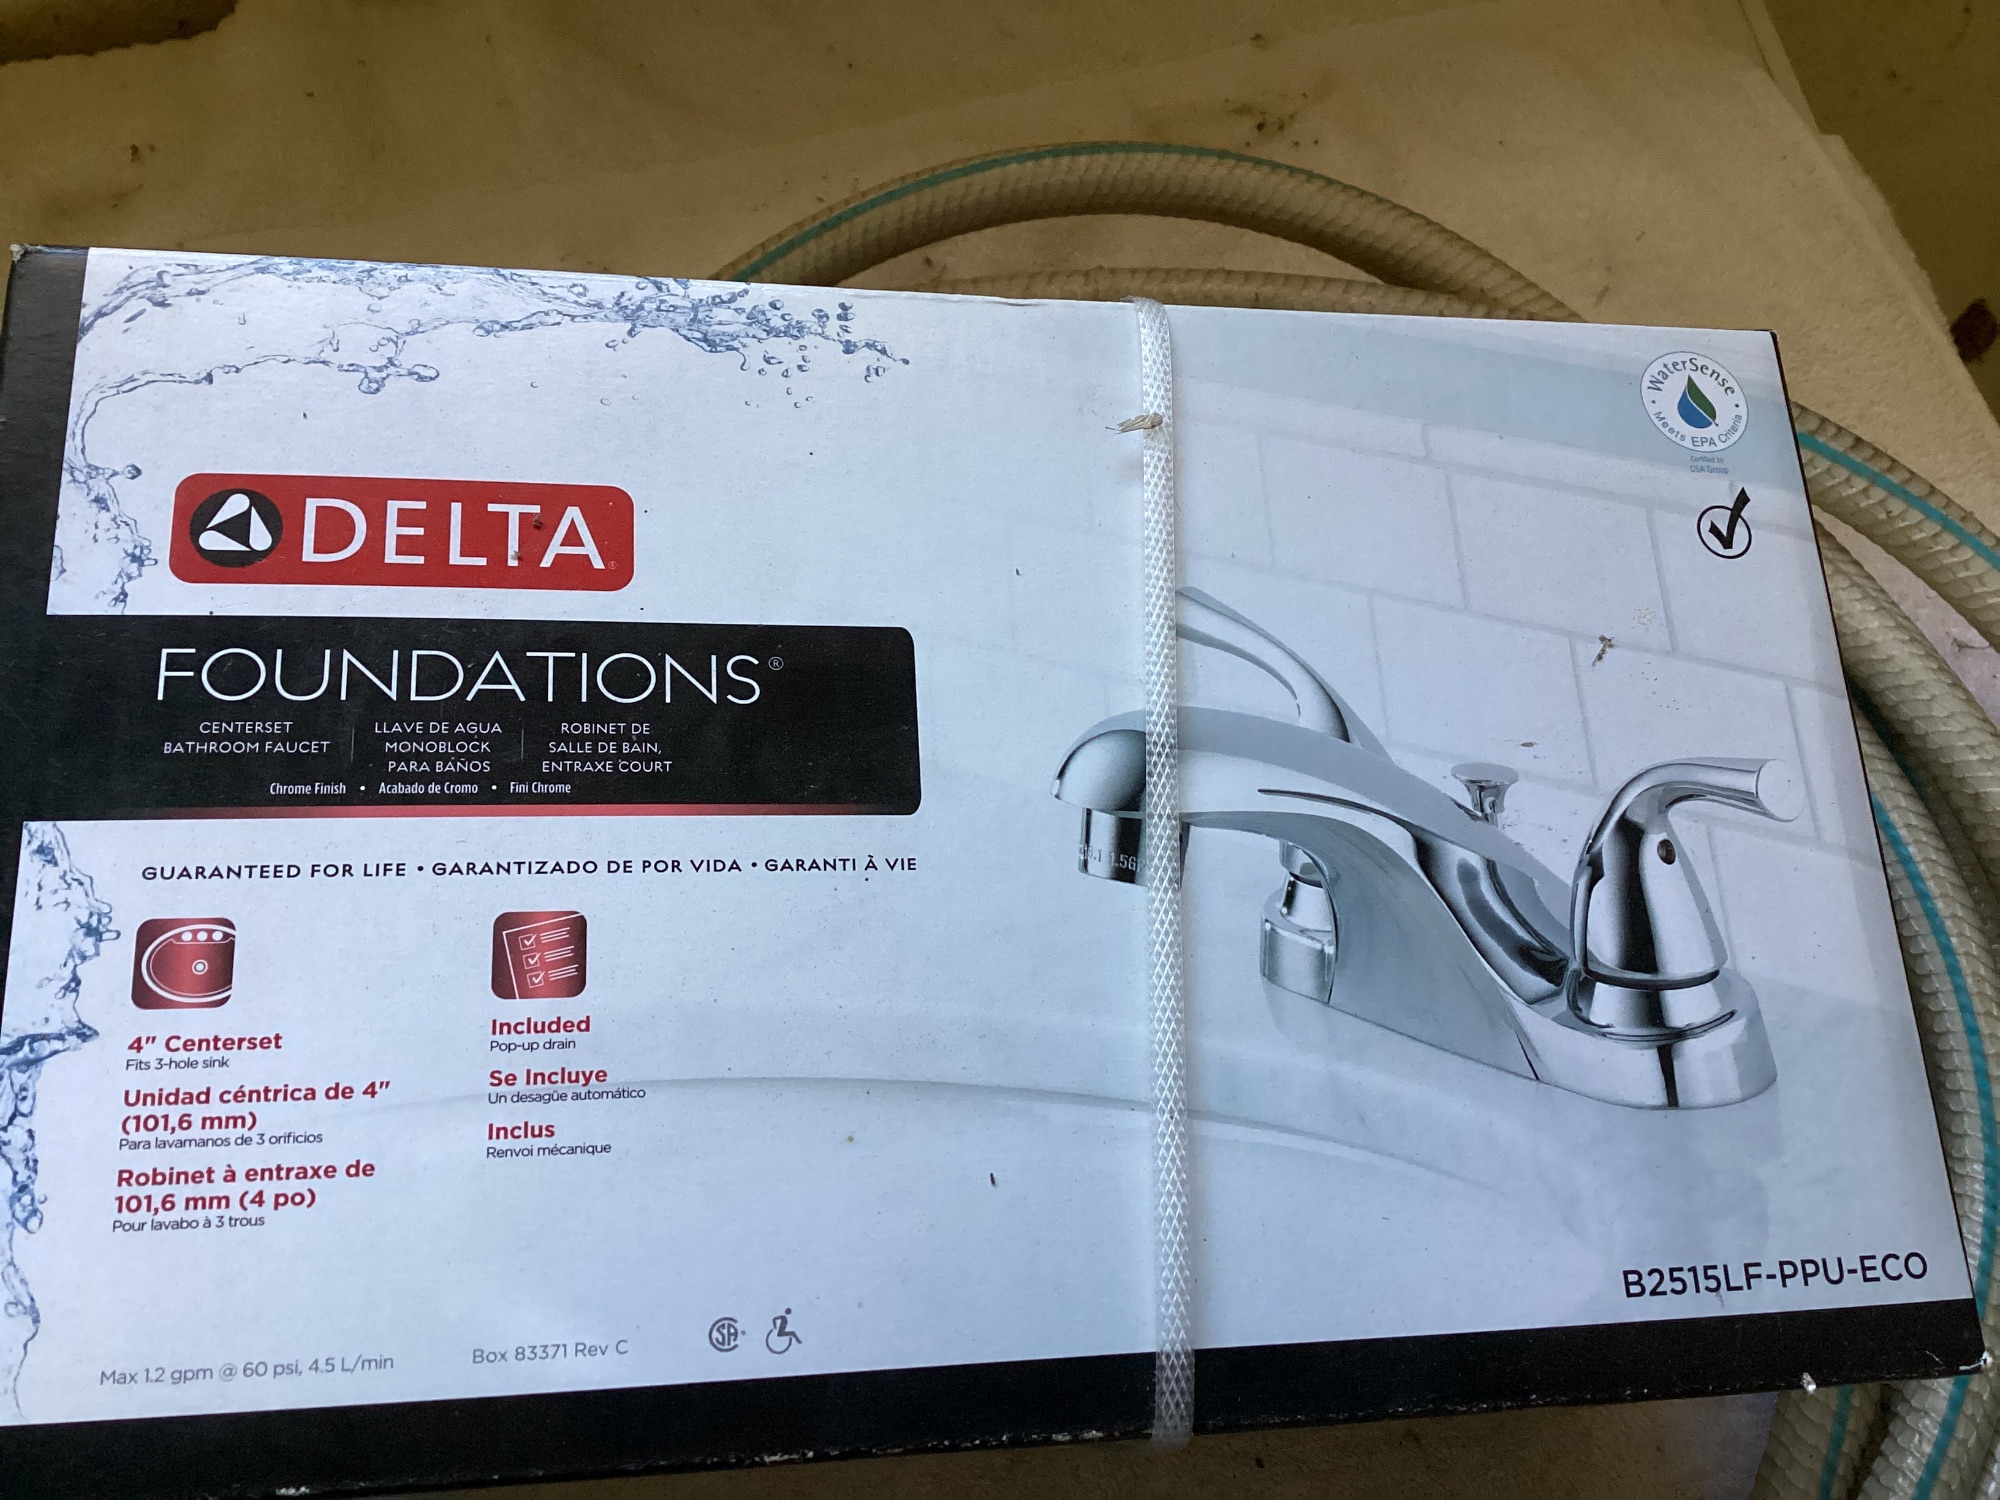 WaterSense
Meets EPA Criteria
Certified by
CSA Group
DELTA®
FOUNDATIONS®
CENTERSET
BATHROOM FAUCET
LLAVE DE AGUA
MONOBLOCK
PARA BAÑOS
ROBINET DE
SALLE DE BAIN,
ENTRAXE COURT
Chrome Finish • Acabado de Cromo • Fini Chrome
GUARANTEED FOR LIFE • GARANTIZADO DE POR VIDA • GARANTI À VIE
4" Centerset
Fits 3-hole sink
Unidad céntrica de 4"
(101,6 mm)
Para lavamanos de 3 orificios
Robinet à entraxe de
101,6 mm (4 po)
Pour lavabo à 3 trous
Included
Pop-up drain
Se Incluye
Un desagüe automático
Inclus
Renvoi mécanique
B2515LF-PPU-ECO
Max 1.2 gpm @ 60 psi, 4.5 L/min
Box 83371 Rev C